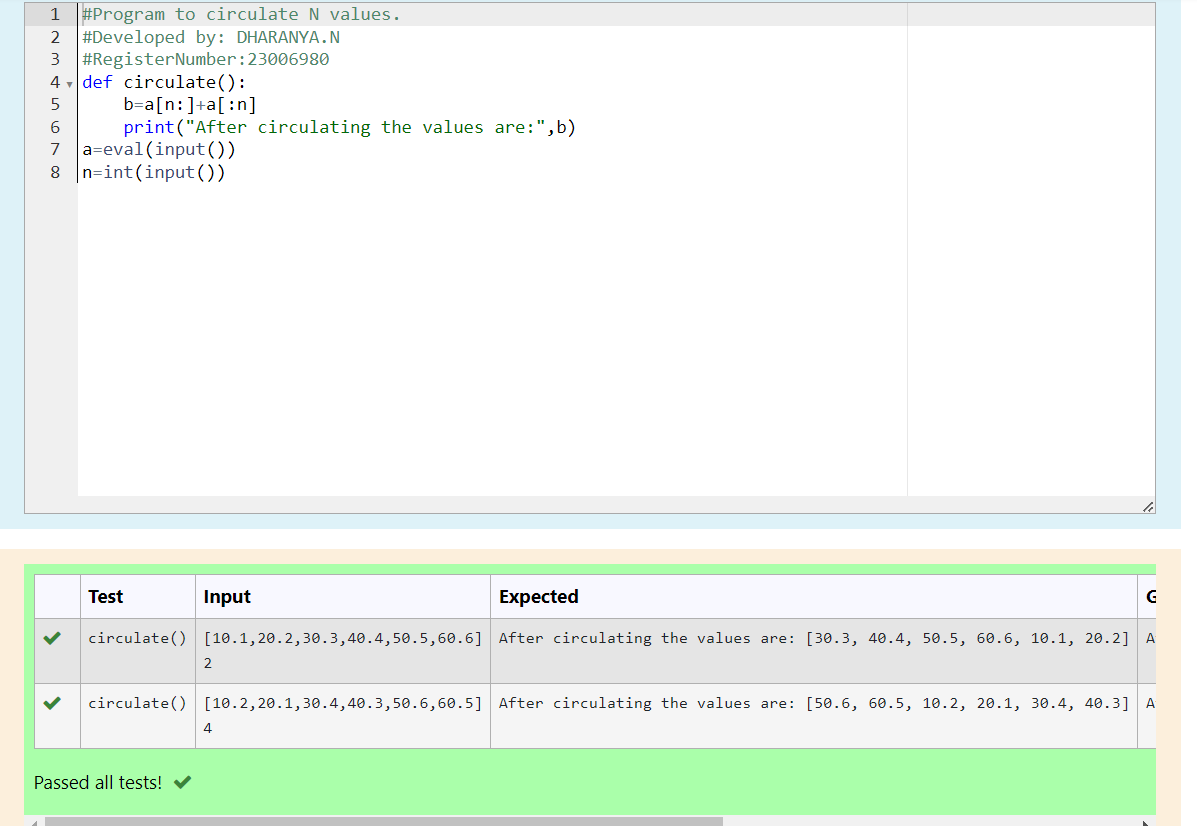 1 #Program to circulate N values.
2 #Developed by: DHARANYA.N
3 #RegisterNumber:23006980
4 def circulate():
5     b=a[n:]+a[:n]
6     print("After circulating the values are:",b)
7 a=eval(input())
8 n=int(input())
Test Input Expected
circulate() [10.1,20.2,30.3,40.4,50.5,60.6] After circulating the values are: [30.3, 40.4, 50.5, 60.6, 10.1, 20.2] A
2
circulate() [10.2,20.1,30.4,40.3,50.6,60.5] After circulating the values are: [50.6, 60.5, 10.2, 20.1, 30.4, 40.3] A
4
Passed all tests!